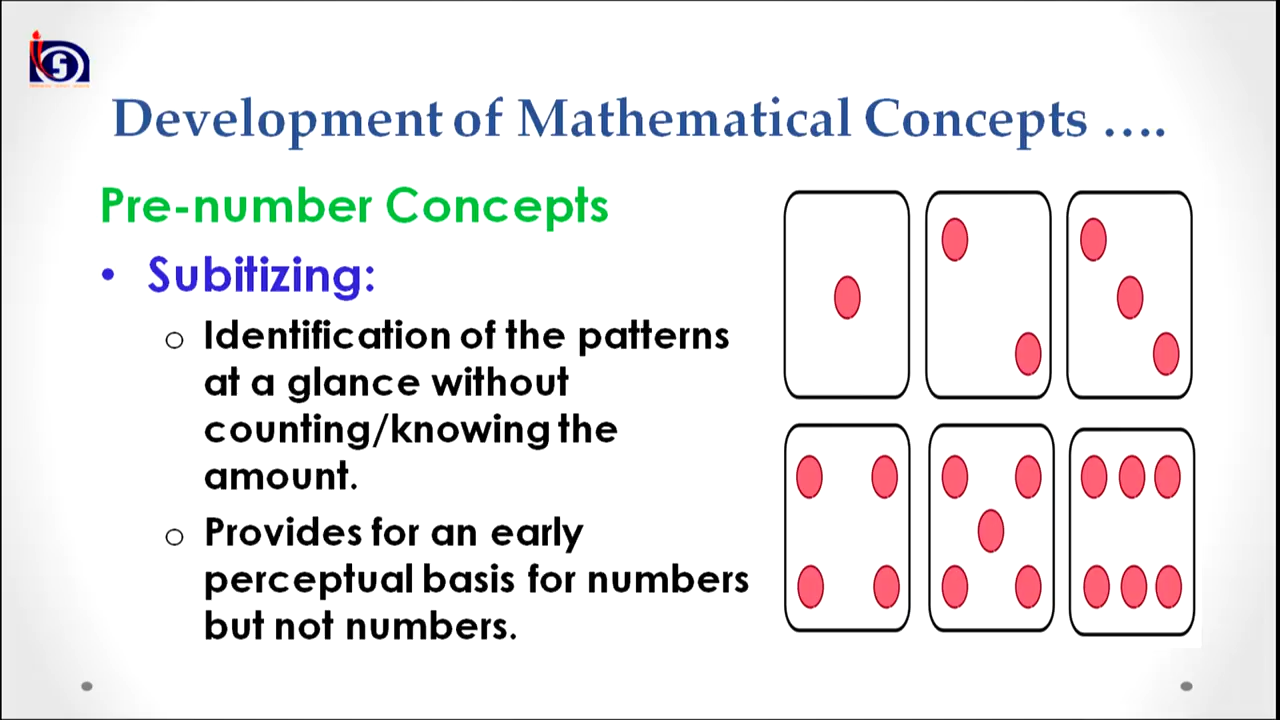 Development of Mathematical Concepts ….
Pre-number Concepts
• Subitizing:
o Identification of the patterns
at a glance without
counting/knowing the
amount.
o Provides for an early
perceptual basis for numbers
but not numbers.